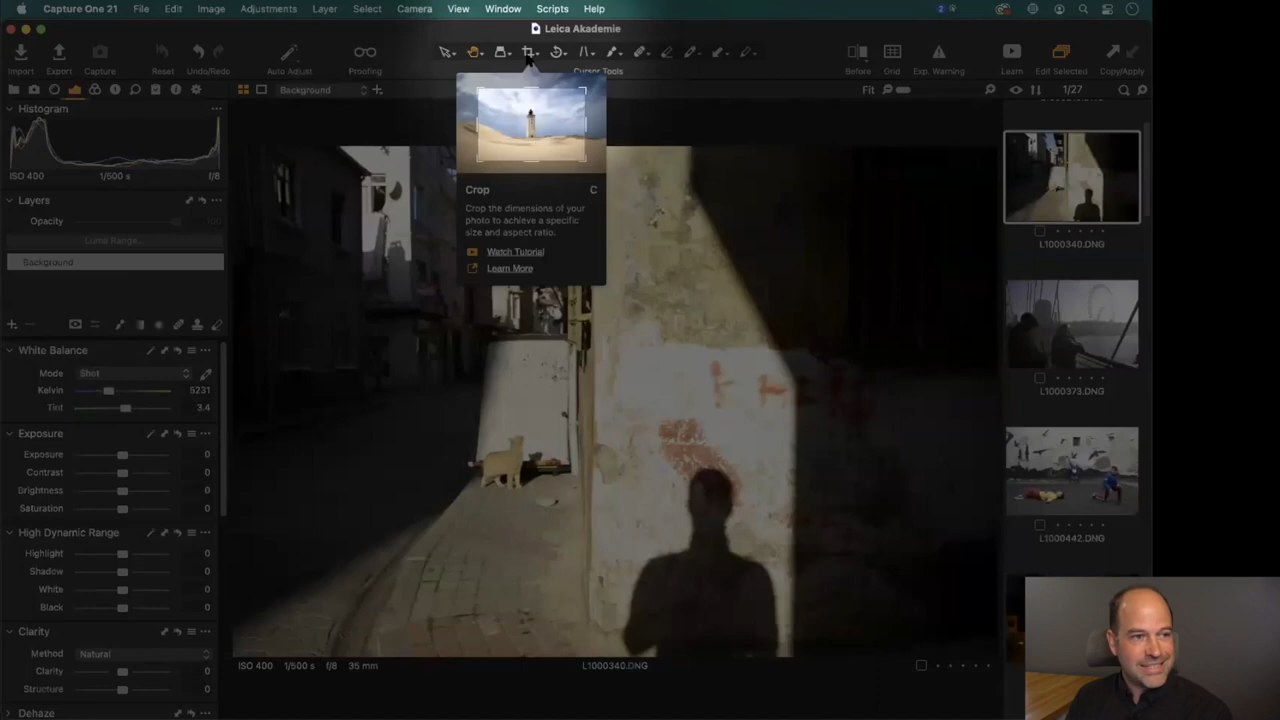 Capture One 21 File Edit Image Adjustments Layer Select Camera View Window Scripts Help
2
Leica Akademie
Import Export Capture Reset Undo/Redo Auto Adjust Proofing Cursor Tools Before Grid Exp. Warning Learn Edit Selected Copy/Apply
Background
Fit
1/27
Histogram
ISO 400 1/500 s f/8
Layers
Opacity 100
Luma Range...
Background
White Balance
Mode Shot
Kelvin 5231
Tint 3.4
Exposure
Exposure 0
Contrast 0
Brightness 0
Saturation 0
High Dynamic Range
Highlight 0
Shadow 0
White 0
Black 0
Clarity
Method Natural
Clarity 0
Structure 0
Dehaze
Crop C
Crop the dimensions of your
photo to achieve a specific
size and aspect ratio.
Watch Tutorial
Learn More
ISO 400 1/500 s f/8 35 mm
L1000340.DNG
L1000340.DNG
L1000373.DNG
L1000442.DNG